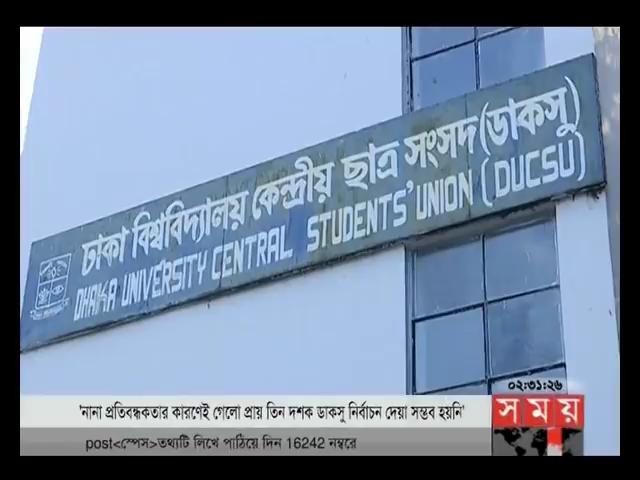 ঢাকা বিশ্ববিদ্যালয় কেন্দ্রীয় ছাত্র সংসদ (ডাকসু)
DHAKA UNIVERSITY CENTRAL STUDENTS' UNION (DUCSU)
০২:৩১:২৬
'নানা প্রতিবন্ধকতার কারণেই গেলো প্রায় তিন দশক ডাকসু নির্বাচন দেয়া সম্ভব হয়নি'
সময়
post<স্পেস>তথ্যটি লিখে পাঠিয়ে দিন 16242 নম্বরে